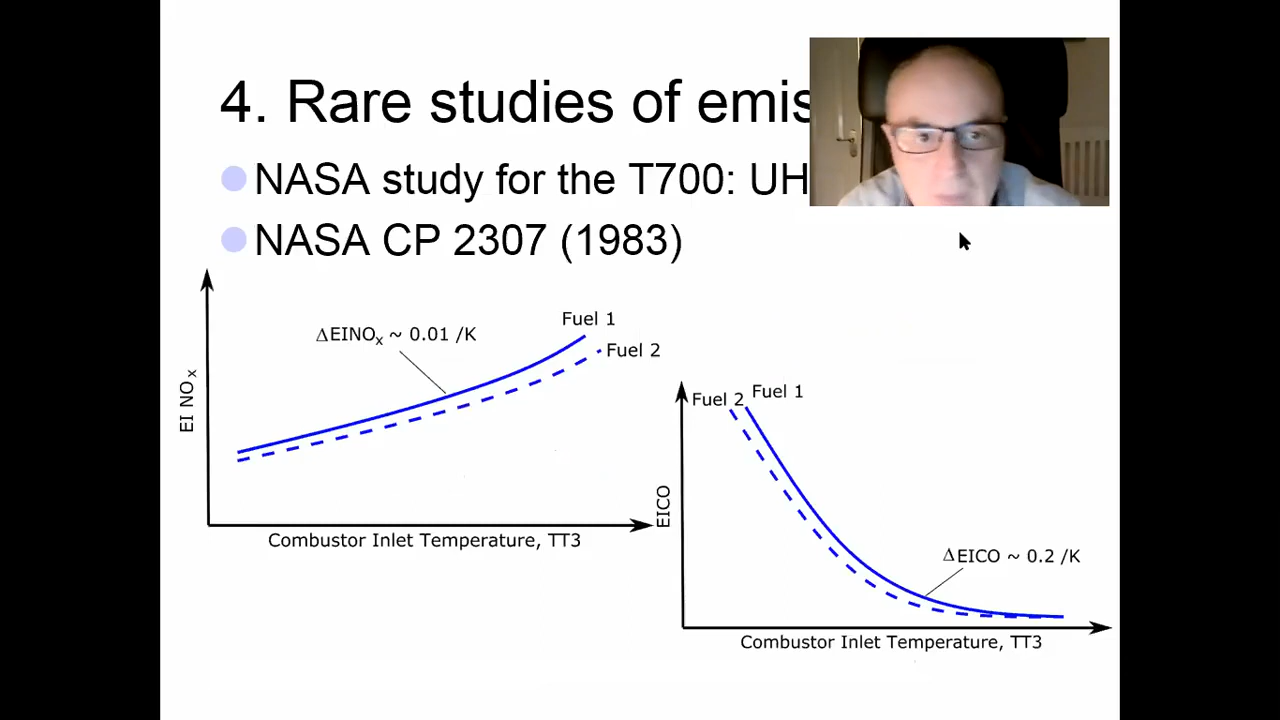 4. Rare studies of emis
NASA study for the T700: UH
NASA CP 2307 (1983)
ΔEINOx ~ 0.01 /K
Fuel 1
Fuel 2
EI NOx
Combustor Inlet Temperature, TT3
Fuel 2
Fuel 1
EICO
ΔEICO ~ 0.2 /K
Combustor Inlet Temperature, TT3